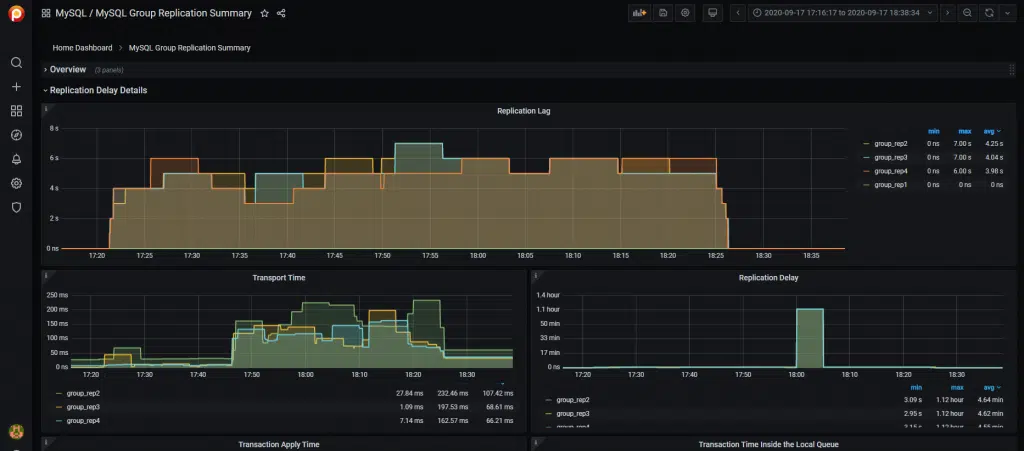 MySQL / MySQL Group Replication Summary
2020-09-17 17:16:17 to 2020-09-17 18:38:34
Home Dashboard > MySQL Group Replication Summary
Overview (3 panels)
Replication Delay Details
Replication Lag
8 s
6 s
4 s
2 s
0 ns
17:20 17:25 17:30 17:35 17:40 17:45 17:50 17:55 18:00 18:05 18:10 18:15 18:20 18:25 18:30 18:35
min max avg
group_rep2 0 ns 7.00 s 4.25 s
group_rep3 0 ns 7.00 s 4.04 s
group_rep4 0 ns 6.00 s 3.98 s
group_rep1 0 ns 0 ns 0 ns
Transport Time
250 ms
200 ms
150 ms
100 ms
50 ms
0 ns
17:20 17:30 17:40 17:50 18:00 18:10 18:20 18:30
group_rep2 27.84 ms 232.46 ms 107.42 ms
group_rep3 1.09 ms 197.53 ms 68.61 ms
group_rep4 7.14 ms 162.57 ms 66.21 ms
Replication Delay
1.4 hour
1.1 hour
50 min
33 min
17 min
0 ns
17:20 17:30 17:40 17:50 18:00 18:10 18:20 18:30
min max avg
group_rep2 3.09 s 1.12 hour 4.64 min
group_rep3 2.95 s 1.12 hour 4.62 min
group_rep4 3.15 s 1.12 hour 4.55 min
Transaction Apply Time
Transaction Time Inside the Local Queue